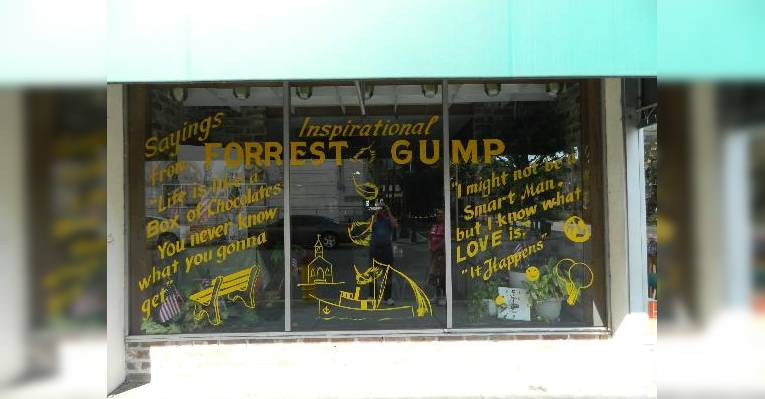 Sayings
from
"Life is like a
Box of Chocolates
You never know
what you gonna
get"
Inspirational
FORREST GUMP
"I might not be a
Smart Man,
but I know what
LOVE is."
"It Happens